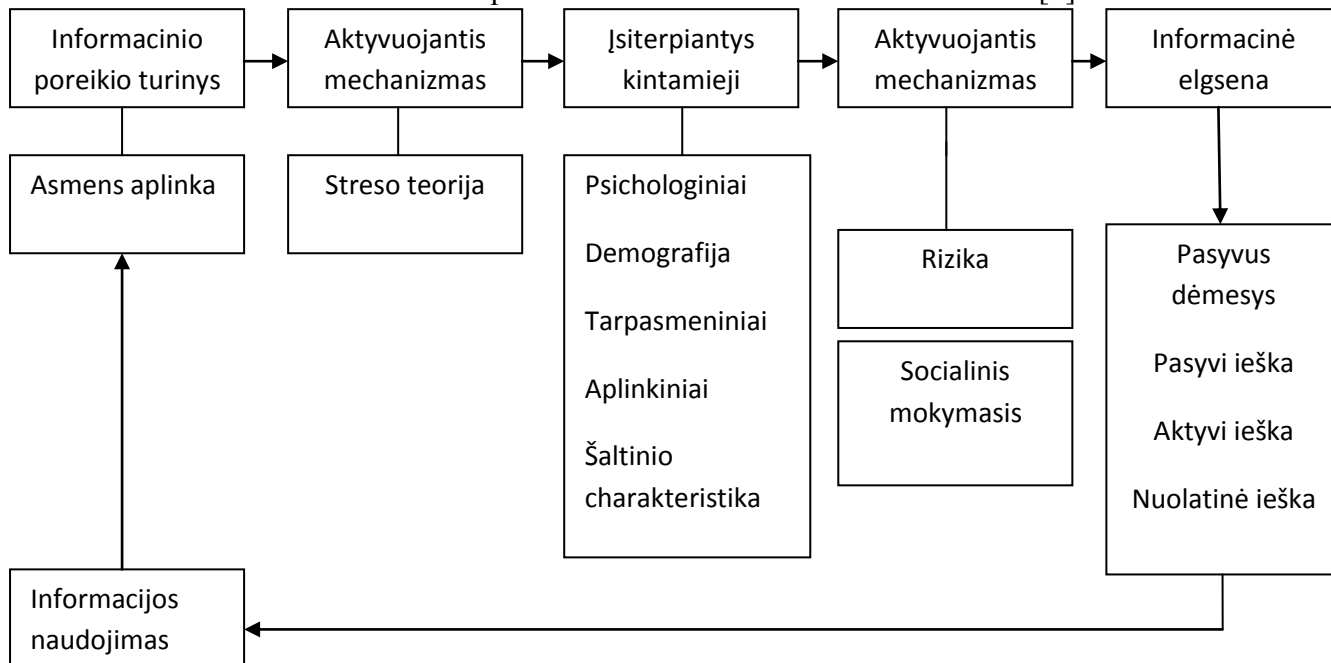 Informacinio
poreikio turinys
Aktyvuojantis
mechanizmas
Įsiterpiantys
kintamieji
Aktyvuojantis
mechanizmas
Informacinė
elgsena
Asmens aplinka
Streso teorija
Psichologiniai
Demografija
Tarpasmeniniai
Aplinkiniai
Šaltinio
charakteristika
Rizika
Socialinis
mokymasis
Pasyvus
dėmesys
Pasyvi ieška
Aktyvi ieška
Nuolatinė ieška
Informacijos
naudojimas